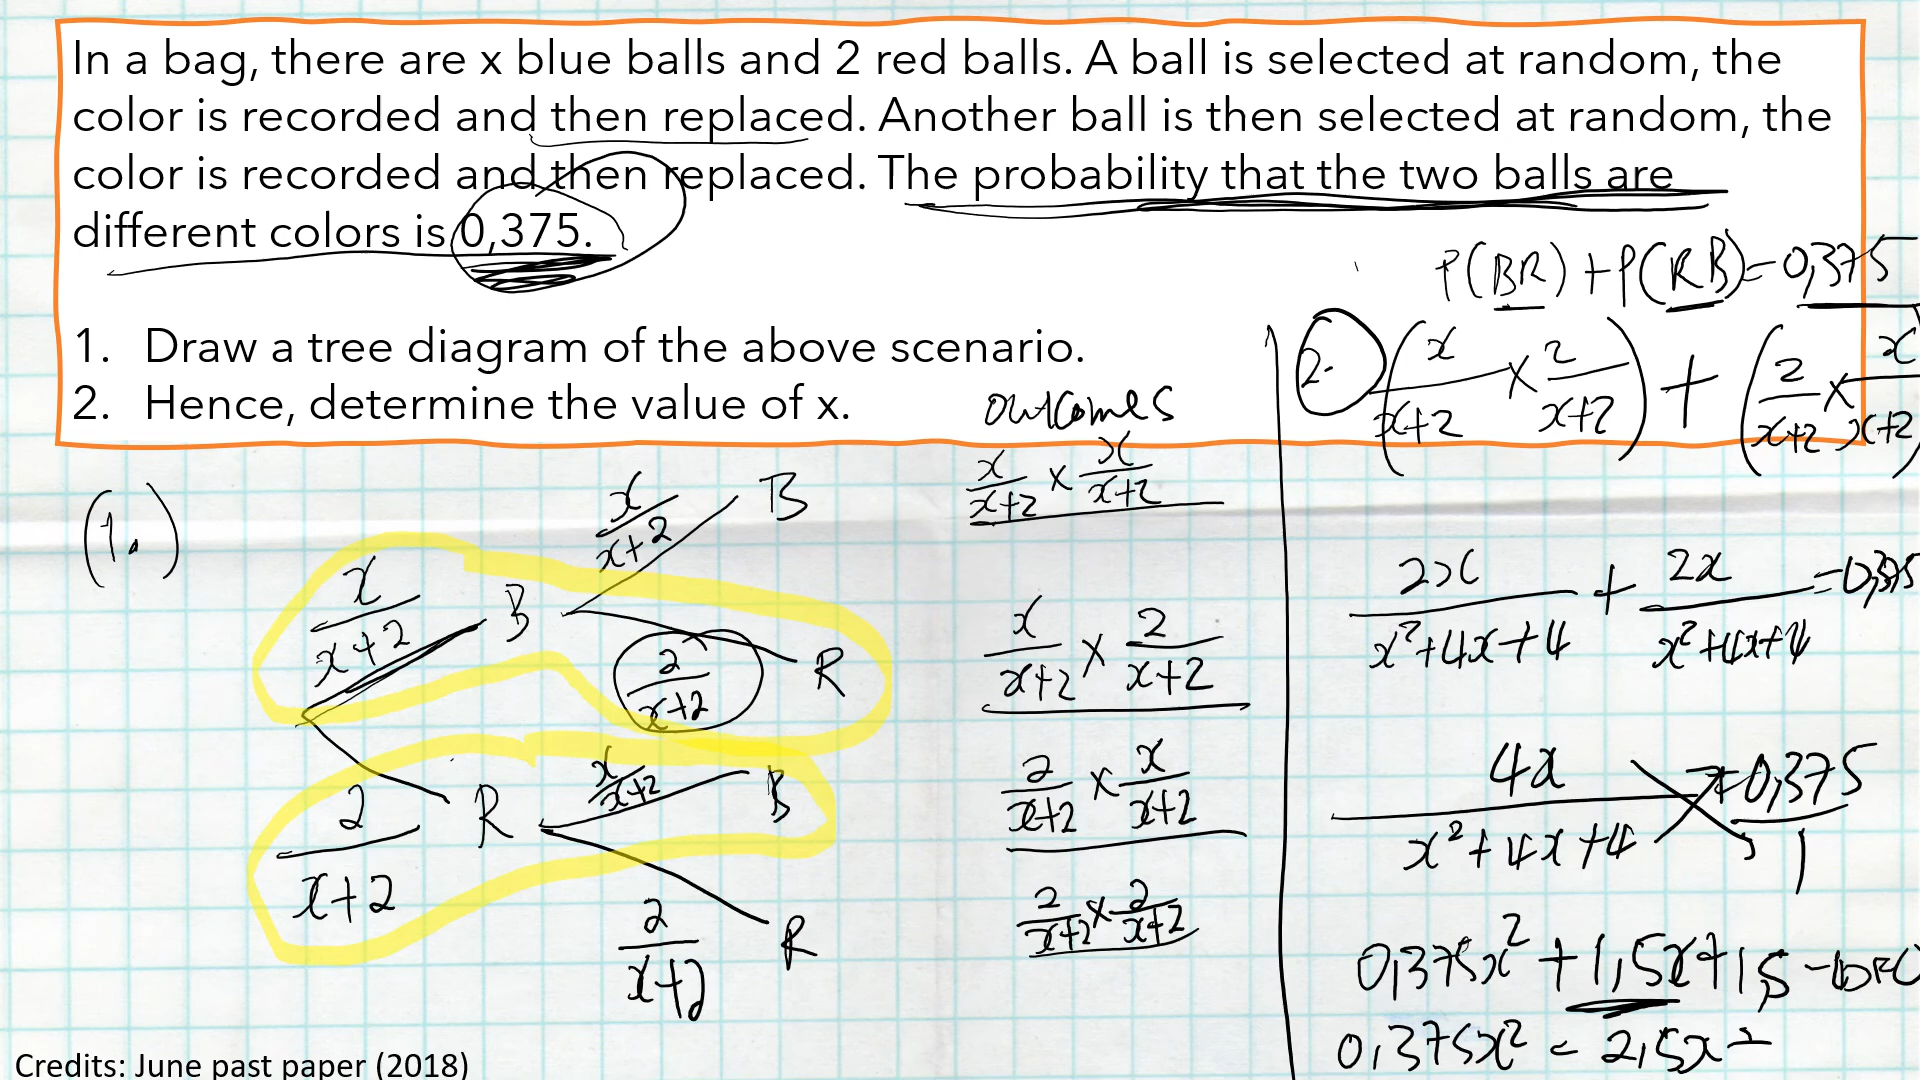 In a bag, there are x blue balls and 2 red balls. A ball is selected at random, the
color is recorded and then replaced. Another ball is then selected at random, the
color is recorded and then replaced. The probability that the two balls are
different colors is 0,375.
1. Draw a tree diagram of the above scenario.
2. Hence, determine the value of x.
(1.)
x/(x+2)
B
x/(x+2)
B
2/(x+2)
R
2/(x+2)
R
x/(x+2)
B
2/(x+2)
R
outcomes
x/(x+2) × x/(x+2)
x/(x+2) × 2/(x+2)
2/(x+2) × x/(x+2)
2/(x+2) × 2/(x+2)
P(BR) + P(RB) = 0,375
2. (x/(x+2) × 2/(x+2)) + (2/(x+2) × x/(x+2))
2x/(x²+4x+4) + 2x/(x²+4x+4) = 0,375
4x/(x²+4x+4) = 0,375/1
0,375x² + 1,5x + 1,5 -
0,375x² - 2,5x
Credits: June past paper (2018)